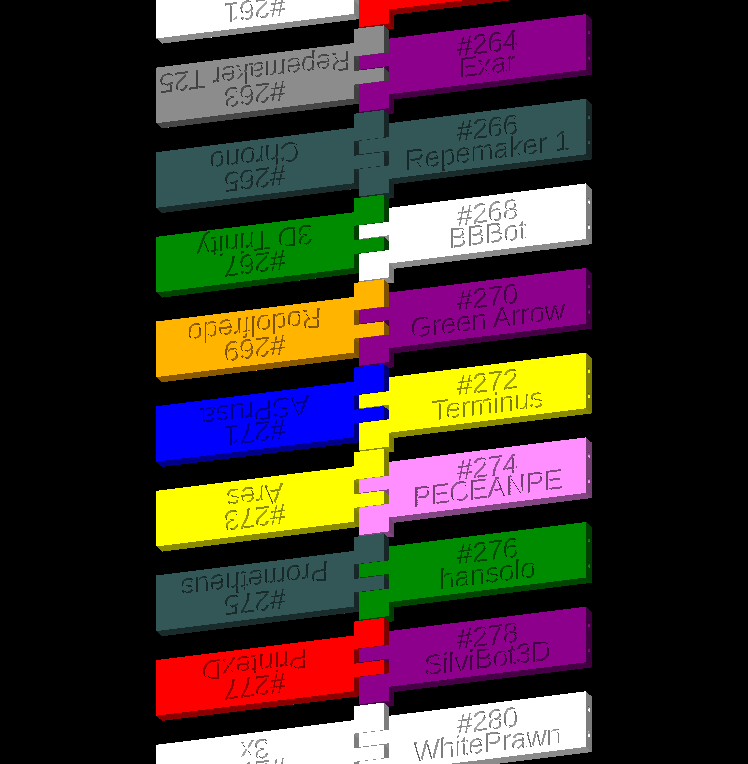 #261
#263
Repemaker T25
#264
Exar
#265
Chrono
#266
Repemaker 1
#267
3D Trinity
#268
BBBot
#269
Rodolfredo
#270
Green Arrow
#271
ASPrusa
#272
Terminus
#273
Ares
#274
PECEANPE
#275
Prometheus
#276
hansolo
#277
PrintexD
#278
SilviBot3D
3x
#280
WhitePrawn